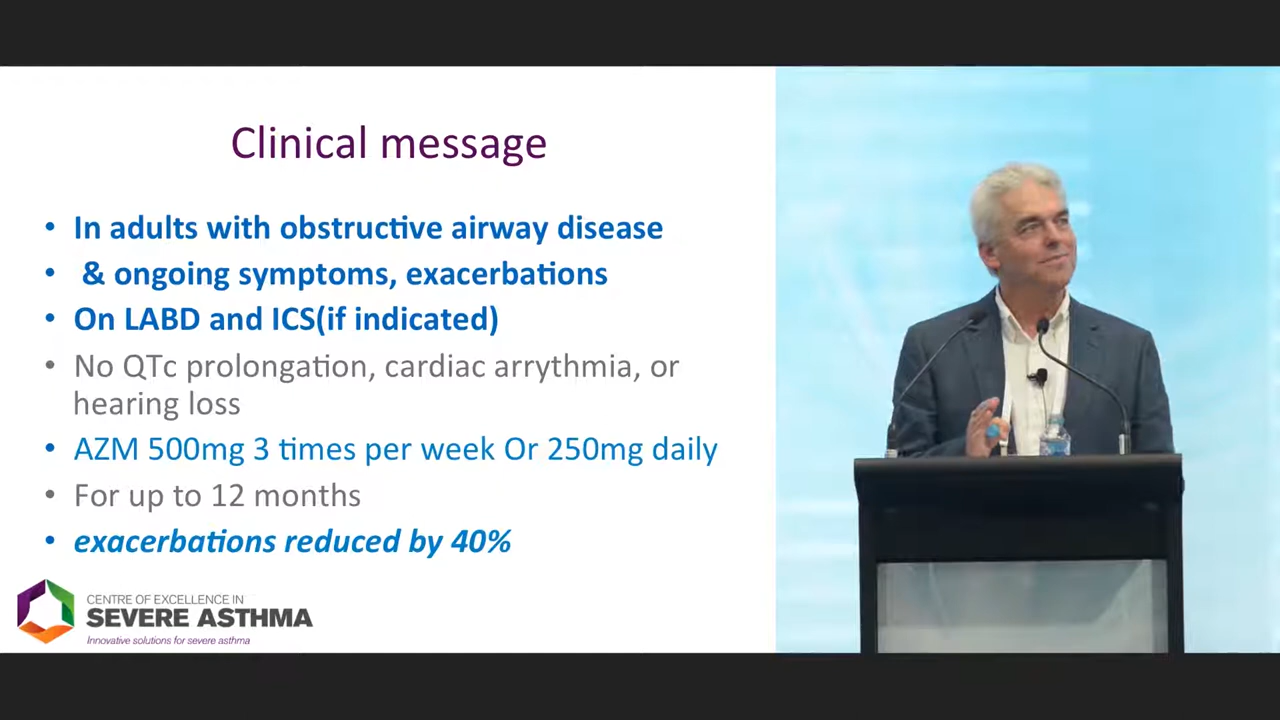 Clinical message
• In adults with obstructive airway disease
• & ongoing symptoms, exacerbations
• On LABD and ICS(if indicated)
• No QTc prolongation, cardiac arrythmia, or
hearing loss
• AZM 500mg 3 times per week Or 250mg daily
• For up to 12 months
• exacerbations reduced by 40%
CENTRE OF EXCELLENCE IN
SEVERE ASTHMA
Innovative solutions for severe asthma